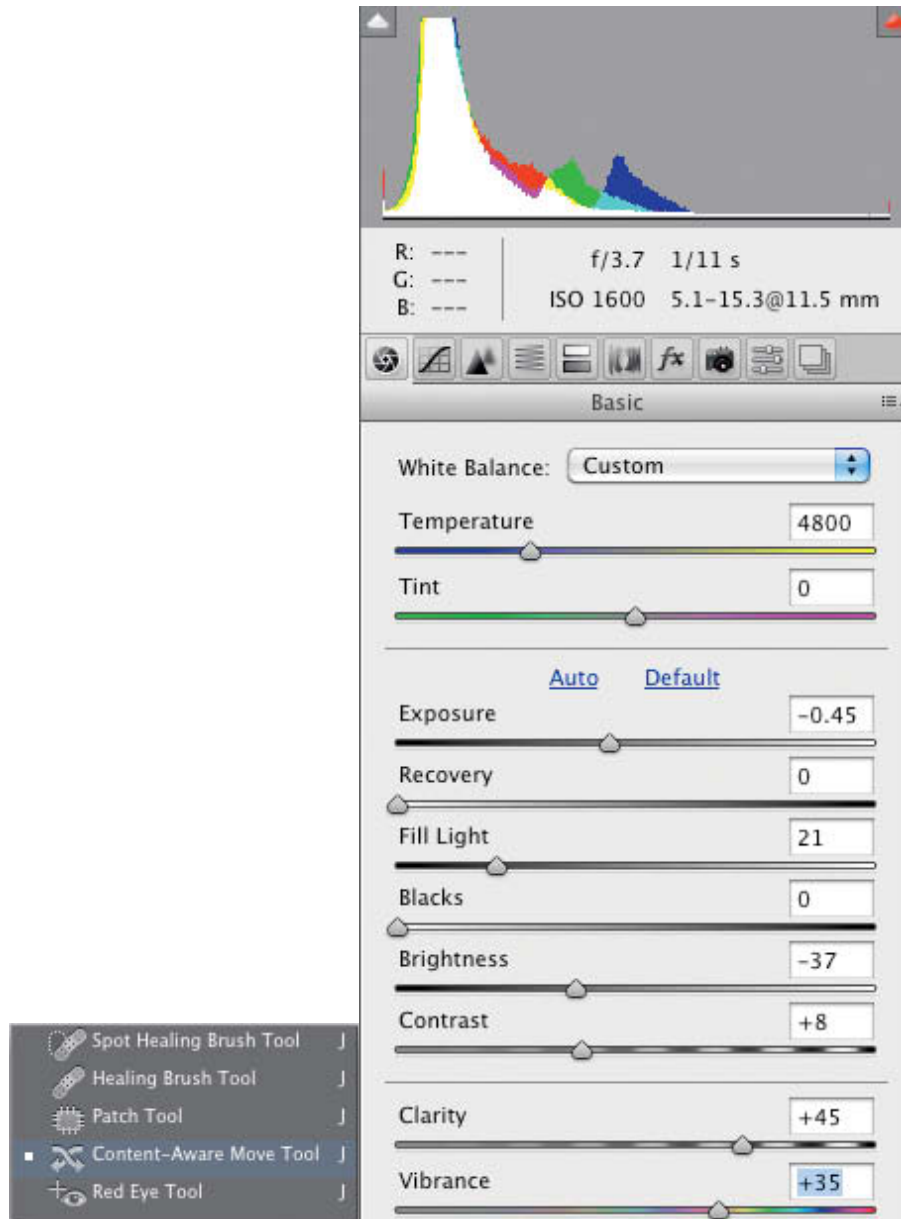 R: ---
G: ---
B: ---
f/3.7 1/11 s
ISO 1600 5.1-15.3@11.5 mm
fx
Basic
White Balance: Custom
Temperature 4800
Tint 0
Auto Default
Exposure -0.45
Recovery 0
Fill Light 21
Blacks 0
Brightness -37
Contrast +8
Clarity +45
Vibrance +35
Spot Healing Brush Tool J
Healing Brush Tool J
Patch Tool J
Content-Aware Move Tool J
Red Eye Tool J